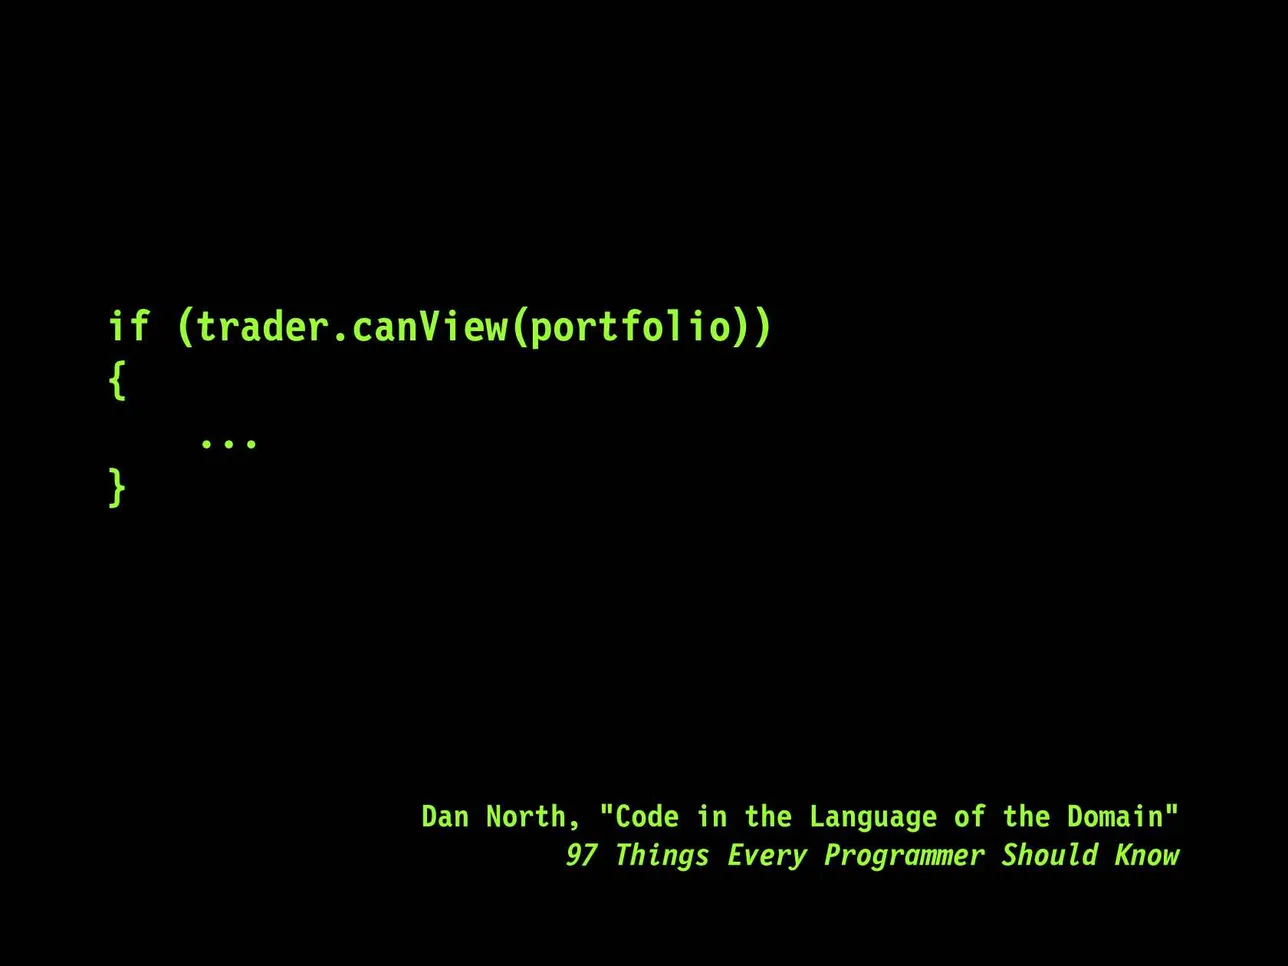 if (trader.canView(portfolio))
{
    ...
}
Dan North, "Code in the Language of the Domain"
97 Things Every Programmer Should Know